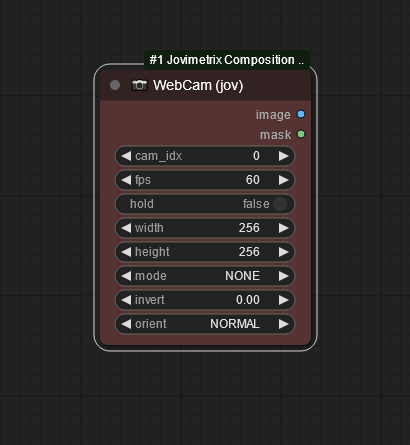 #1 Jovimetrix Composition ..
WebCam (jov)
image
mask
cam_idx 0
fps 60
hold false
width 256
height 256
mode NONE
invert 0.00
orient NORMAL